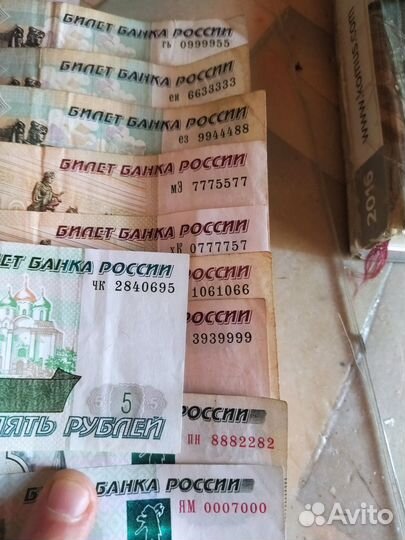 БИЛЕТ БАНКА РОССИИ
гь 0999955
БИЛЕТ БАНКА РОССИИ
ен 6633333
БИЛЕТ БАНКА РОССИИ
ез 9944488
БИЛЕТ БАНКА РОССИИ
мЭ 7775577
БИЛЕТ БАНКА РОССИИ
хК 0777757
ЛЕТ БАНКА РОССИИ
ЧК 2840695
1061066
РОССИИ
3939999
5
ПЯТЬ РУБЛЕЙ
РОССИИ
ПН 8882282
БАНКА РОССИИ
ЯМ 0007000
2016
Avito